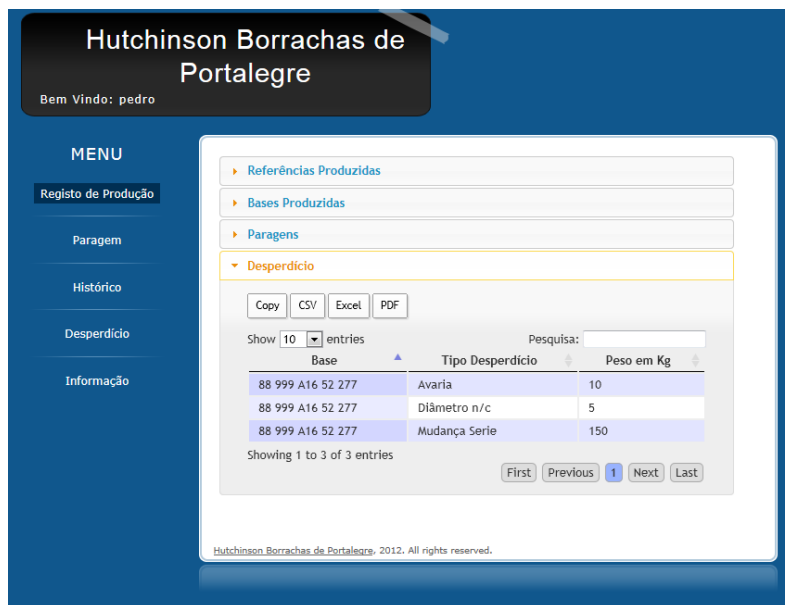 Hutchinson Borrachas de
Portalegre
Bem Vindo: pedro
MENU
Registo de Produção
Paragem
Histórico
Desperdício
Informação
Referências Produzidas
Bases Produzidas
Paragens
Desperdício
Copy CSV Excel PDF
Show 10 entries Pesquisa:
Base Tipo Desperdício Peso em Kg
88 999 A16 52 277 Avaria 10
88 999 A16 52 277 Diâmetro n/c 5
88 999 A16 52 277 Mudança Serie 150
Showing 1 to 3 of 3 entries
First Previous 1 Next Last
Hutchinson Borrachas de Portalegre, 2012. All rights reserved.